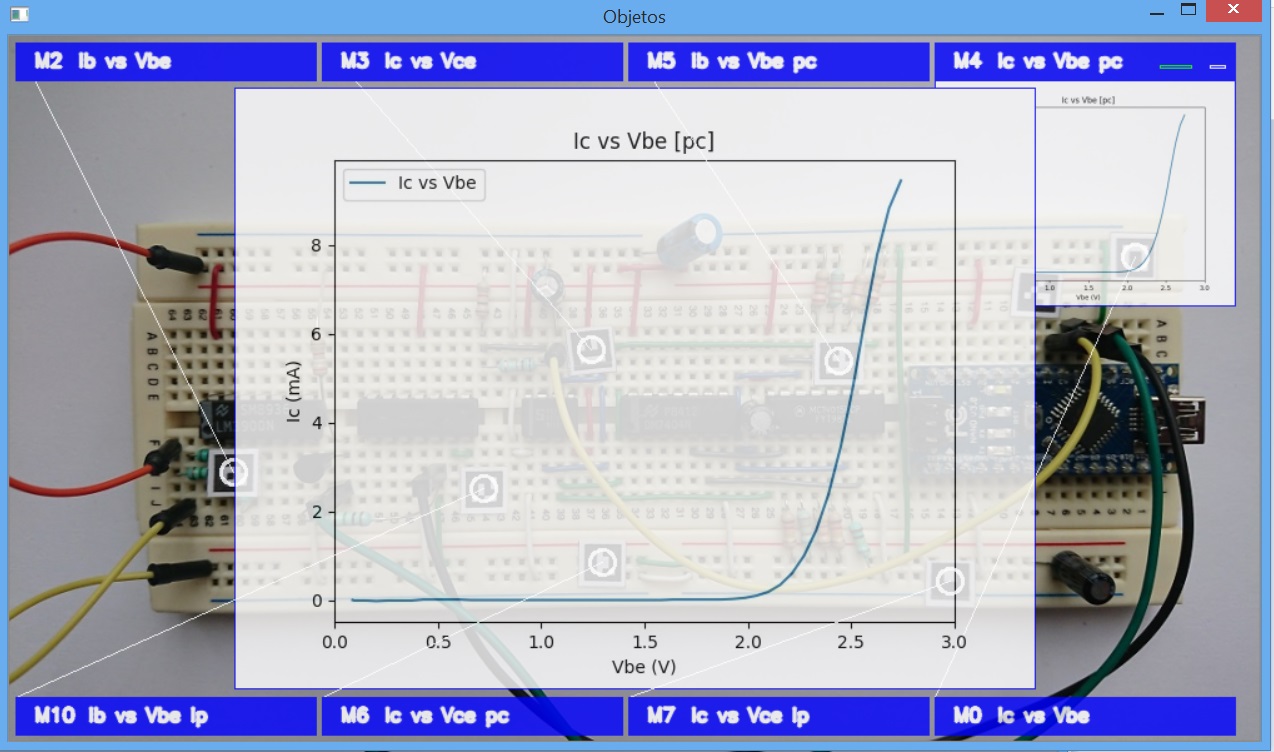 Objetos
M2 Ib vs Vbe
M3 Ic vs Vce
M5 Ib vs Vbe pc
M4 Ic vs Vbe pc
Ic vs Vbe [pc]
Ic vs Vbe [pc]
Ic vs Vbe
8
6
4
2
0
Ic (mA)
0.0 0.5 1.0 1.5 2.0 2.5 3.0
Vbe (V)
1.0 1.5 2.0 2.5 3.0
Vbe (V)
A B C D E
A B C
M10 Ib vs Vbe lp
M6 Ic vs Vce pc
M7 Ic vs Vce lp
M0 Ic vs Vbe